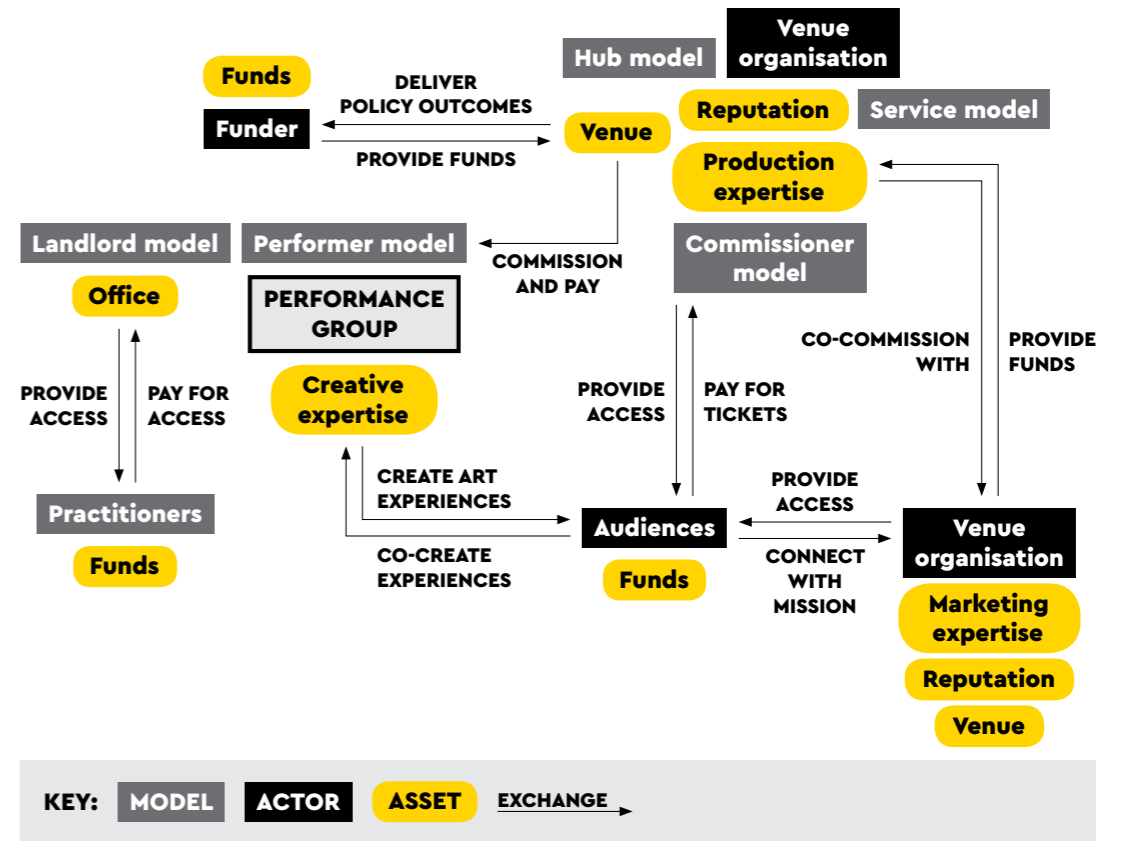 Venue
organisation
Hub model
Funds
DELIVER
POLICY OUTCOMES
Reputation
Service model
Funder
Venue
PROVIDE FUNDS
Production
expertise
Landlord model
Performer model
COMMISSION
AND PAY
Commissioner
model
Office
PERFORMANCE
GROUP
CO-COMMISSION
WITH
PROVIDE
FUNDS
PROVIDE
ACCESS
PAY FOR
ACCESS
Creative
expertise
PROVIDE
ACCESS
PAY FOR
TICKETS
CREATE ART
EXPERIENCES
PROVIDE
ACCESS
Practitioners
Funds
Audiences
Funds
CO-CREATE
EXPERIENCES
CONNECT
WITH
MISSION
Venue
organisation
Marketing
expertise
Reputation
Venue
KEY:
MODEL
ACTOR
ASSET
EXCHANGE